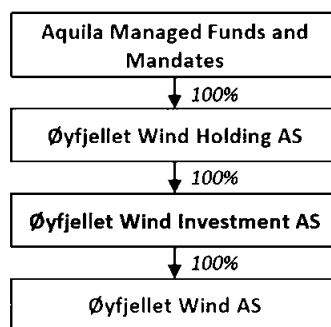 Aquila Managed Funds and
Mandates
100%
Øyfjellet Wind Holding AS
100%
Øyfjellet Wind Investment AS
100%
Øyfjellet Wind AS